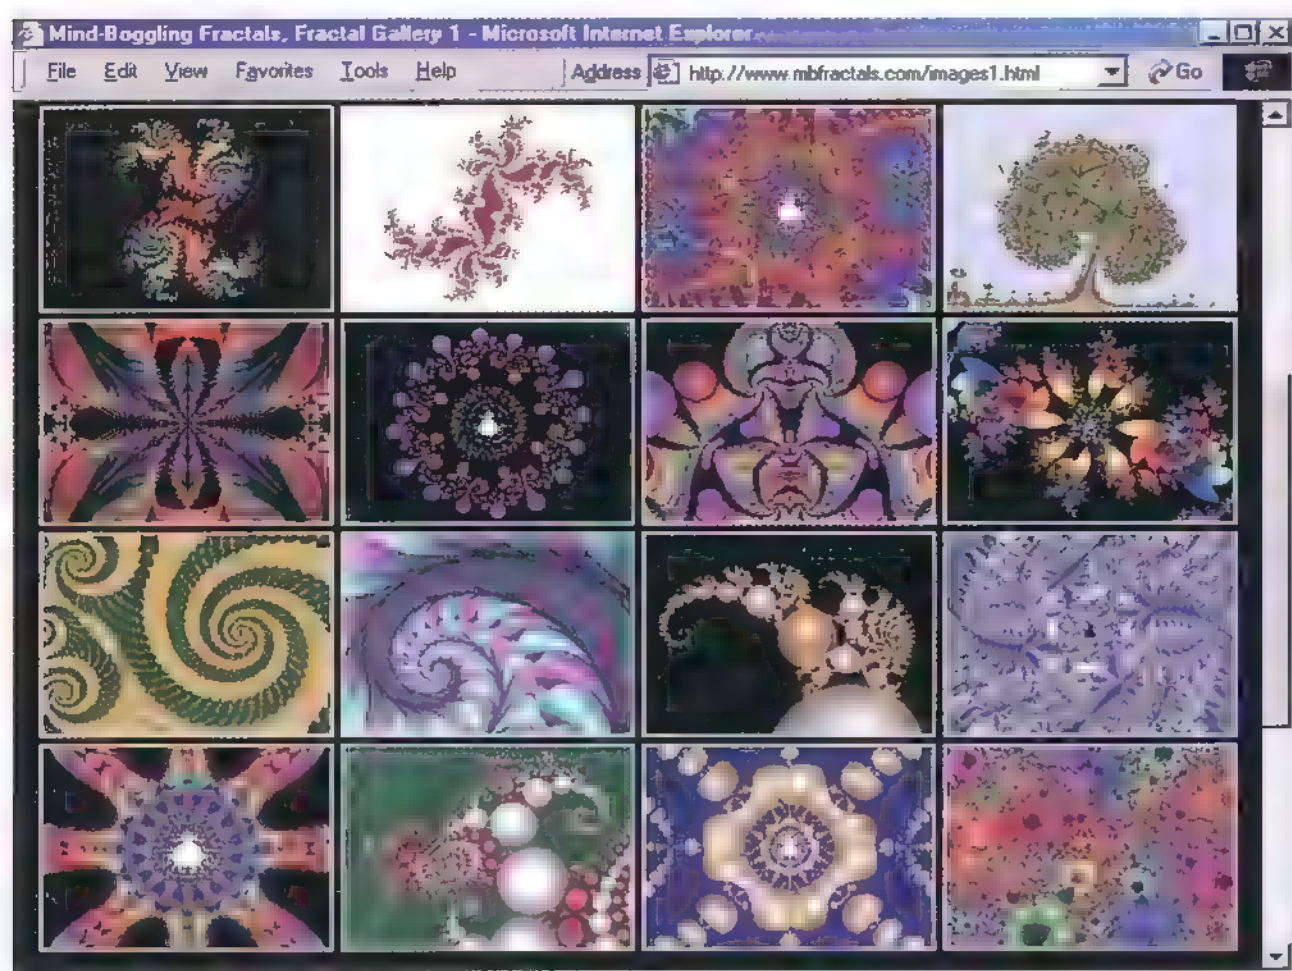 Mind-Boggling Fractals, Fractal Gallery 1 - Microsoft Internet Explorer
File Edit View Favorites Tools Help Address http://www.mbfractals.com/images1.html Go